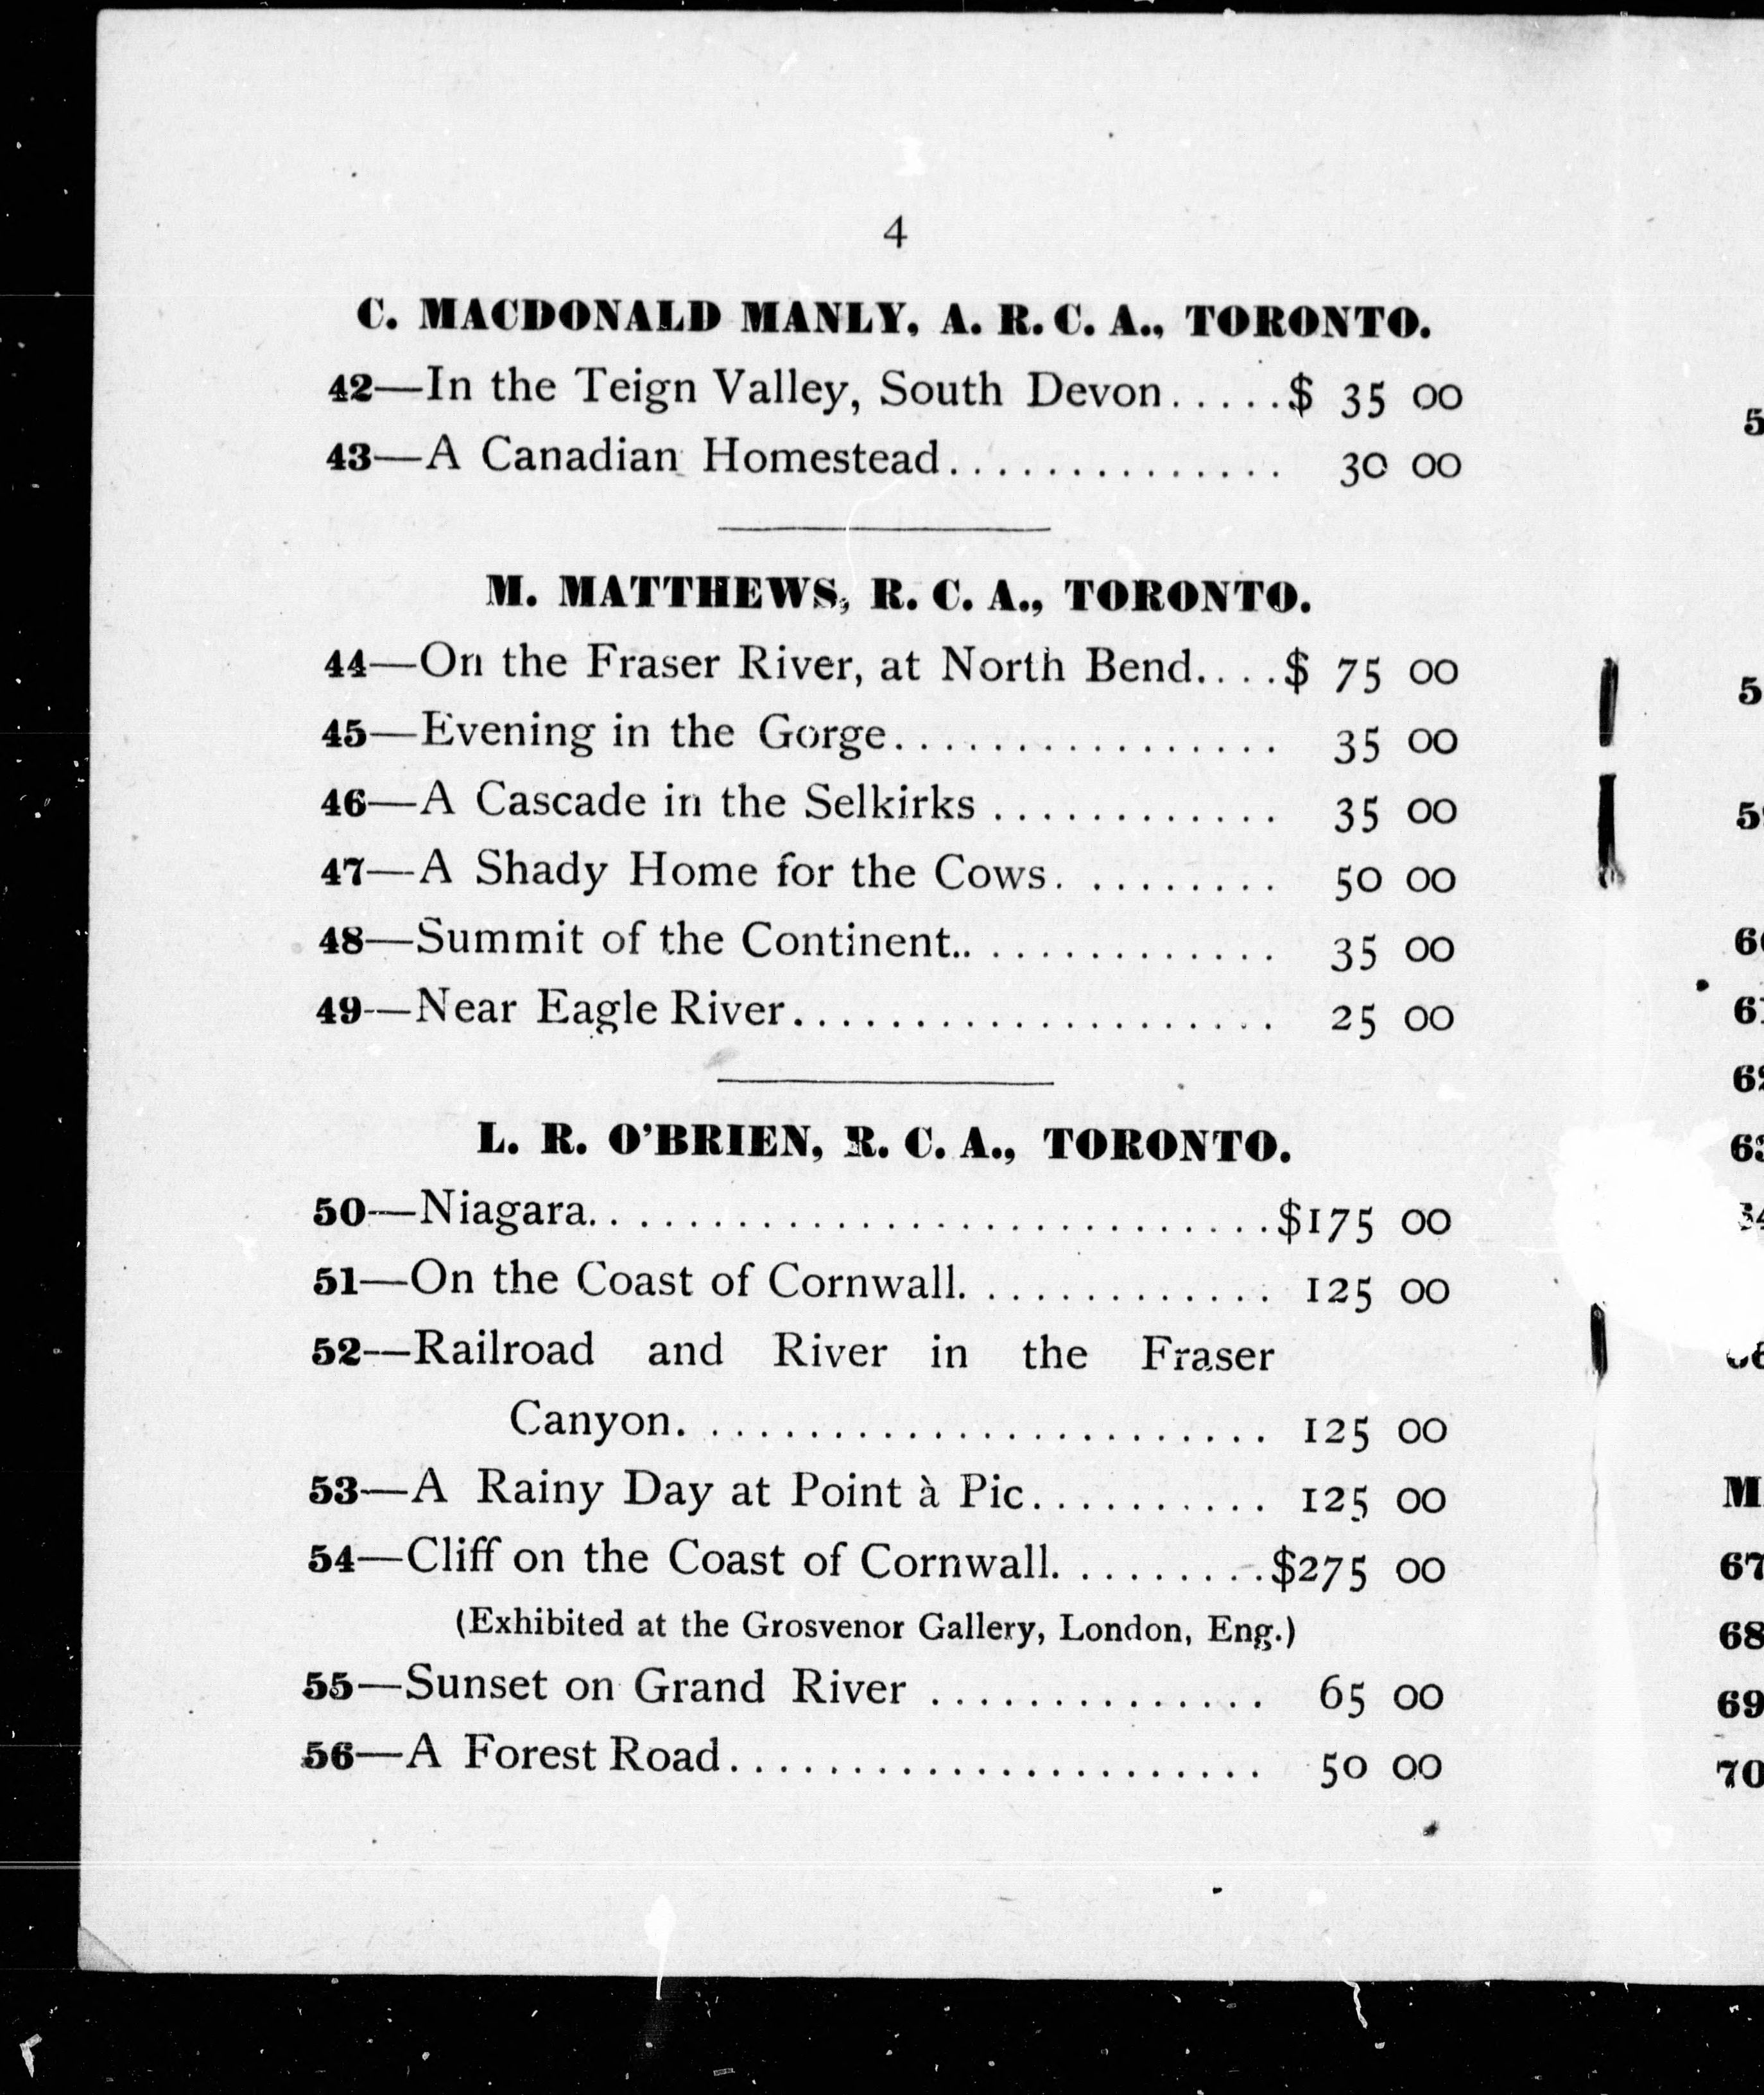 4
C. MACDONALD MANLY, A. R. C. A., TORONTO.
42—In the Teign Valley, South Devon.....$ 35 00
43—A Canadian Homestead.............. 30 00
M. MATTHEWS, R. C. A., TORONTO.
44—On the Fraser River, at North Bend....$ 75 00
45—Evening in the Gorge................ 35 00
46—A Cascade in the Selkirks ............ 35 00
47—A Shady Home for the Cows. ........ 50 00
48—Summit of the Continent.. ............ 35 00
49—Near Eagle River.................... 25 00
L. R. O'BRIEN, R. C. A., TORONTO.
50—Niagara............................$175 00
51—On the Coast of Cornwall. ............ 125 00
52—Railroad and River in the Fraser
Canyon. ....................... 125 00
53—A Rainy Day at Point à Pic.......... 125 00
54—Cliff on the Coast of Cornwall. ........$275 00
(Exhibited at the Grosvenor Gallery, London, Eng.)
55—Sunset on Grand River .............. 65 00
56—A Forest Road...................... 50 00
67
68
69
70